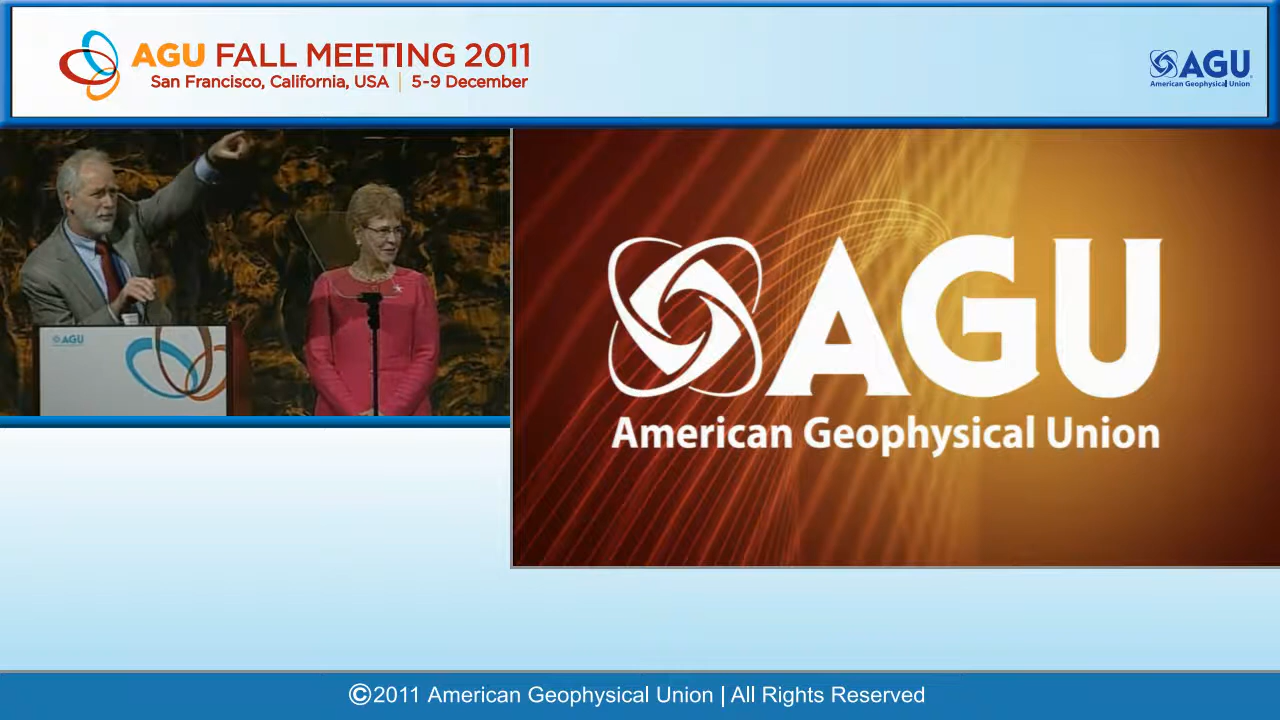 AGU FALL MEETING 2011
San Francisco, California, USA | 5-9 December
AGU
American Geophysical Union
AGU
AGU
American Geophysical Union
©2011 American Geophysical Union | All Rights Reserved